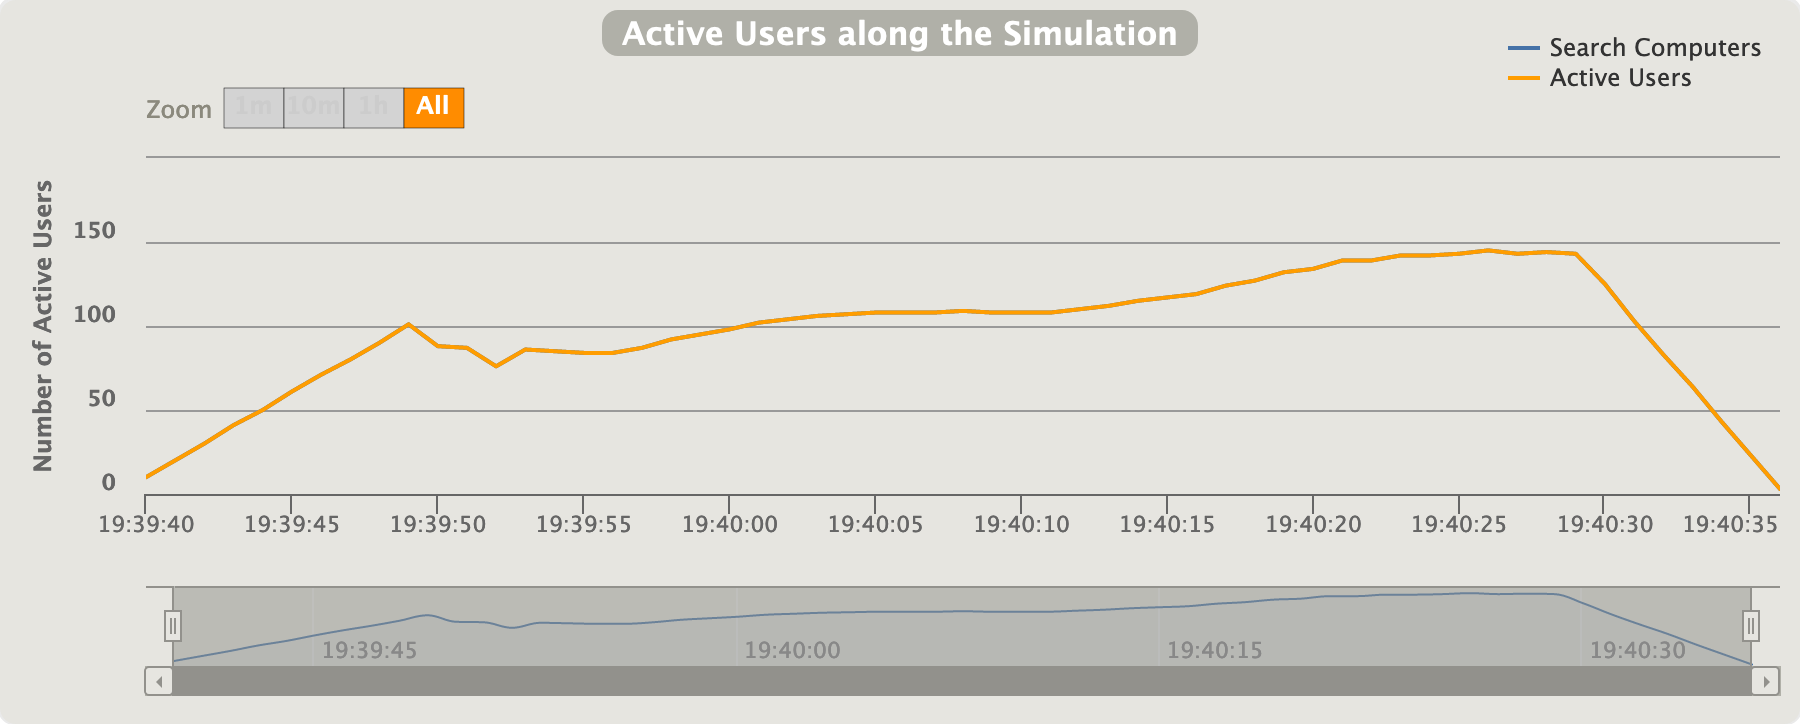 Active Users along the Simulation
Search Computers
Active Users
Zoom 1m 10m 1h All
Number of Active Users
150
100
50
0
19:39:40 19:39:45 19:39:50 19:39:55 19:40:00 19:40:05 19:40:10 19:40:15 19:40:20 19:40:25 19:40:30 19:40:35
19:39:45 19:40:00 19:40:15 19:40:30